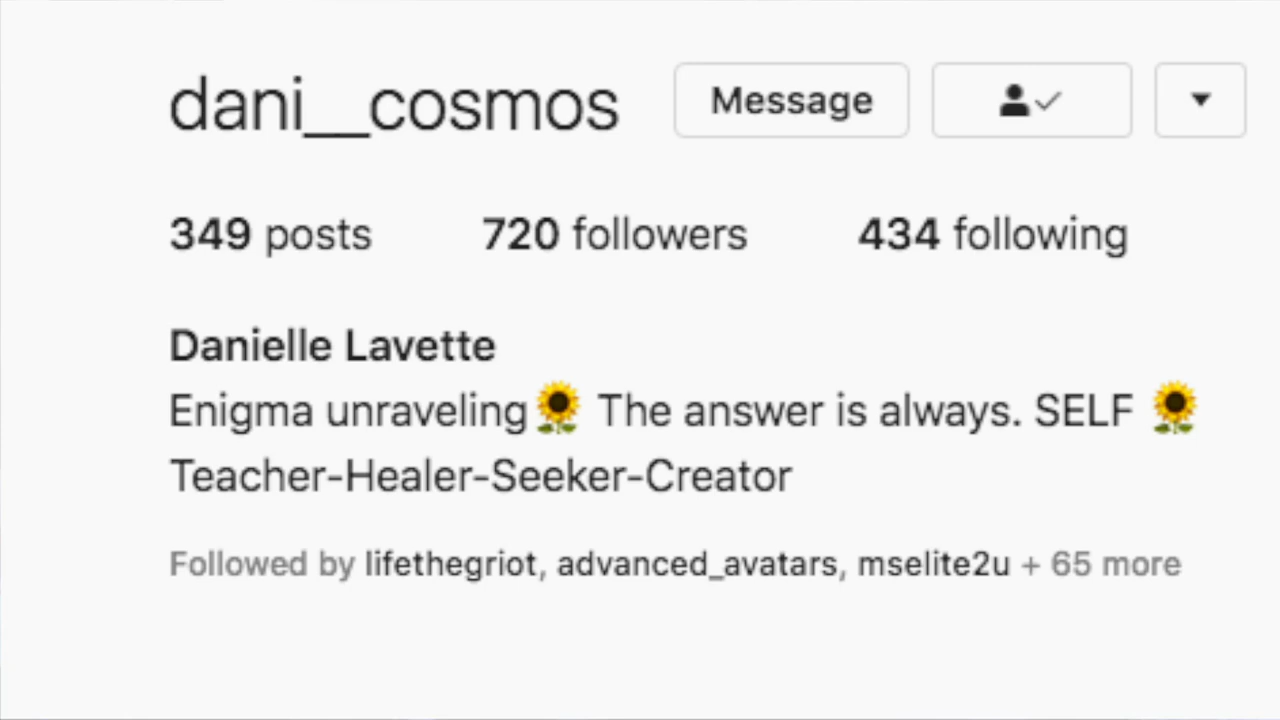 dani__cosmos Message
349 posts 720 followers 434 following
Danielle Lavette
Enigma unraveling🌻 The answer is always. SELF 🌻
Teacher-Healer-Seeker-Creator
Followed by lifethegriot, advanced_avatars, mselite2u + 65 more